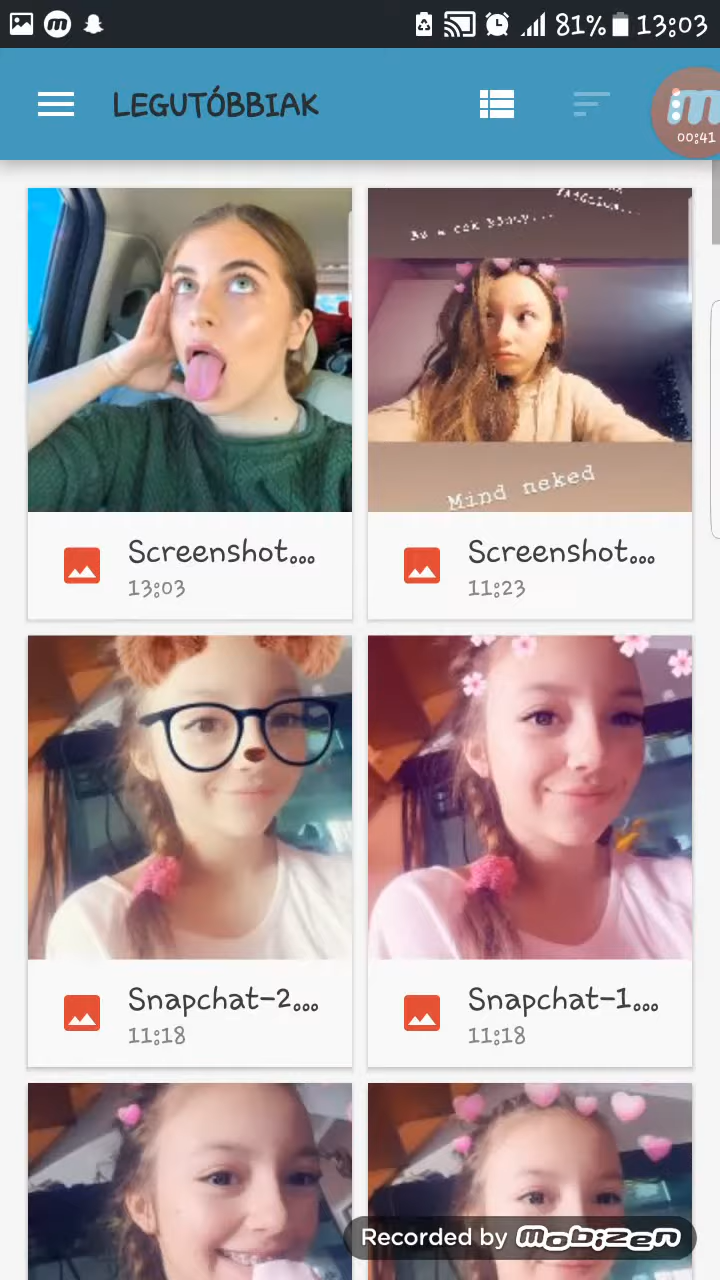 81% 13:03
LEGUTÓBBIAK
m
00:41
Mind neked
Screenshot...
13:03
Screenshot...
11:23
Snapchat-2...
11:18
Snapchat-1...
11:18
Recorded by mobizen